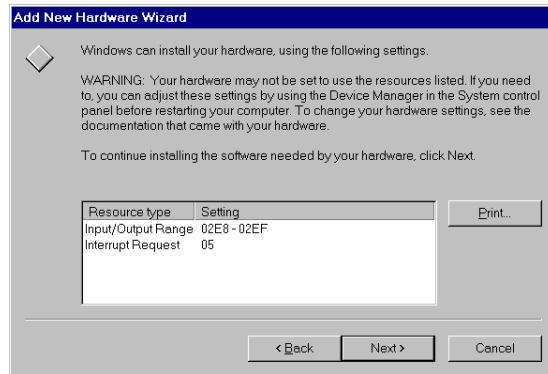 Add New Hardware Wizard
Windows can install your hardware, using the following settings.
WARNING: Your hardware may not be set to use the resources listed. If you need
to, you can adjust these settings by using the Device Manager in the System control
panel before restarting your computer. To change your hardware settings, see the
documentation that came with your hardware.
To continue installing the software needed by your hardware, click Next.
Resource type Setting
Input/Output Range 02E8 - 02EF
Interrupt Request 05
Print...
< Back Next > Cancel